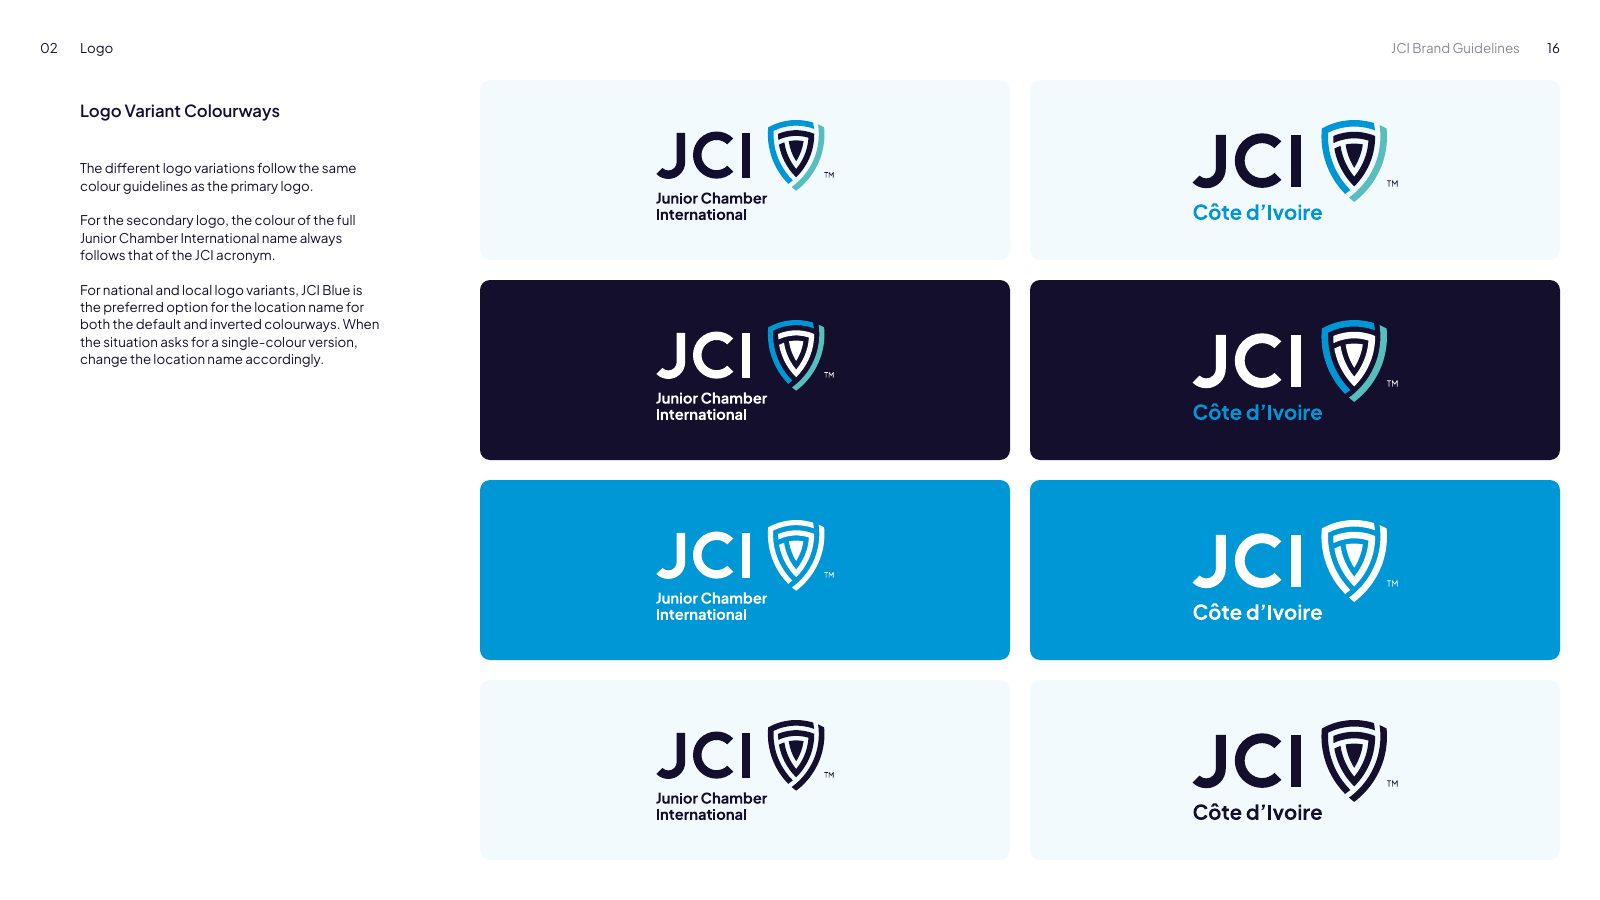 02 Logo
JCI Brand Guidelines 16
Logo Variant Colourways
The different logo variations follow the same
colour guidelines as the primary logo.
For the secondary logo, the colour of the full
Junior Chamber International name always
follows that of the JCI acronym.
For national and local logo variants, JCI Blue is
the preferred option for the location name for
both the default and inverted colourways. When
the situation asks for a single-colour version,
change the location name accordingly.
JCI ™
Junior Chamber
International
JCI ™
Côte d’Ivoire
JCI ™
Junior Chamber
International
JCI ™
Côte d’Ivoire
JCI ™
Junior Chamber
International
JCI ™
Côte d’Ivoire
JCI ™
Junior Chamber
International
JCI ™
Côte d’Ivoire